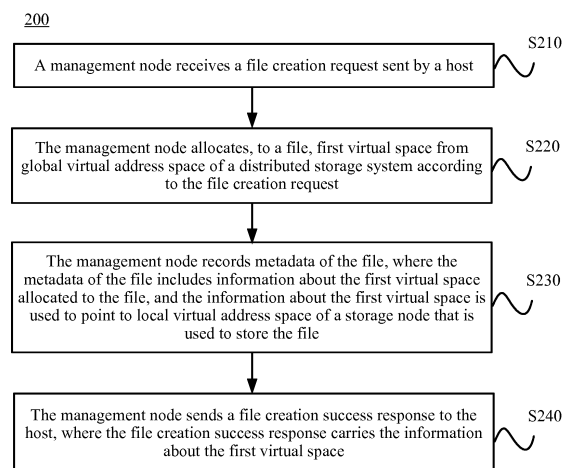 200
S210
A management node receives a file creation request sent by a host
S220
The management node allocates, to a file, first virtual space from
global virtual address space of a distributed storage system according
to the file creation request
S230
The management node records metadata of the file, where the
metadata of the file includes information about the first virtual space
allocated to the file, and the information about the first virtual space is
used to point to local virtual address space of a storage node that is
used to store the file
S240
The management node sends a file creation success response to the
host, where the file creation success response carries the information
about the first virtual space